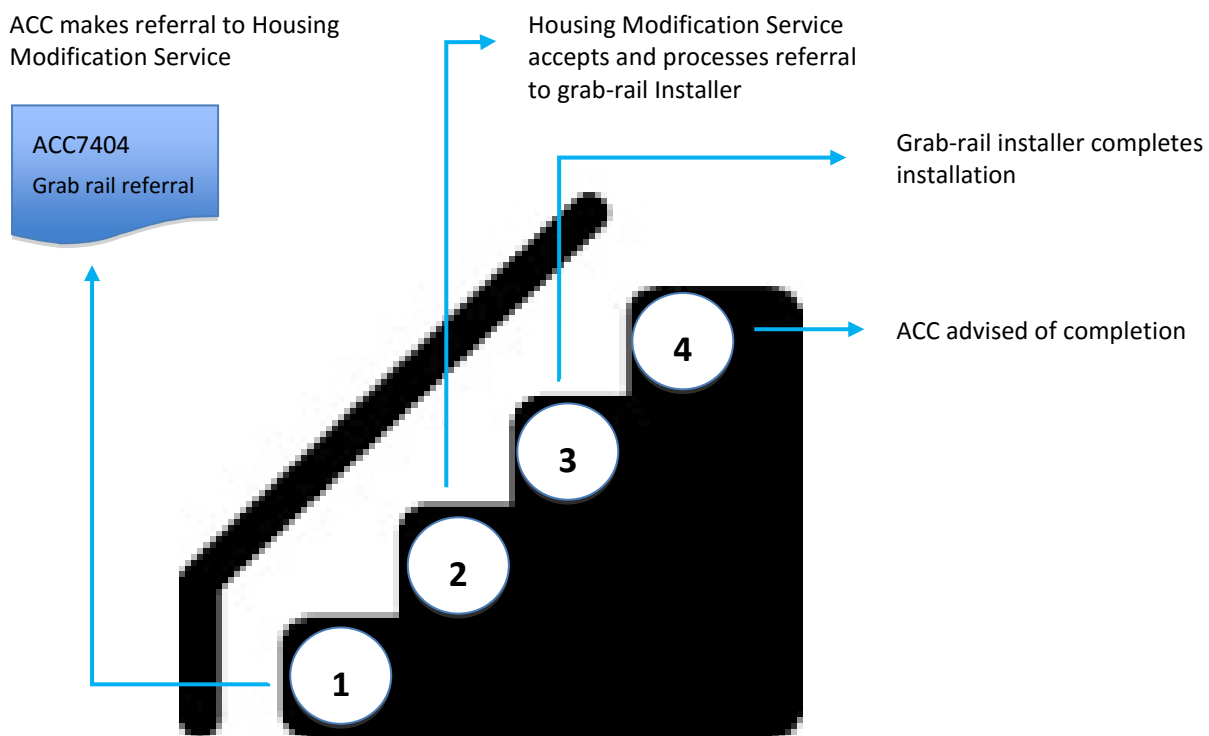 ACC makes referral to Housing
Modification Service
ACC7404
Grab rail referral
Housing Modification Service
accepts and processes referral
to grab-rail Installer
Grab-rail installer completes
installation
ACC advised of completion
4
3
2
1